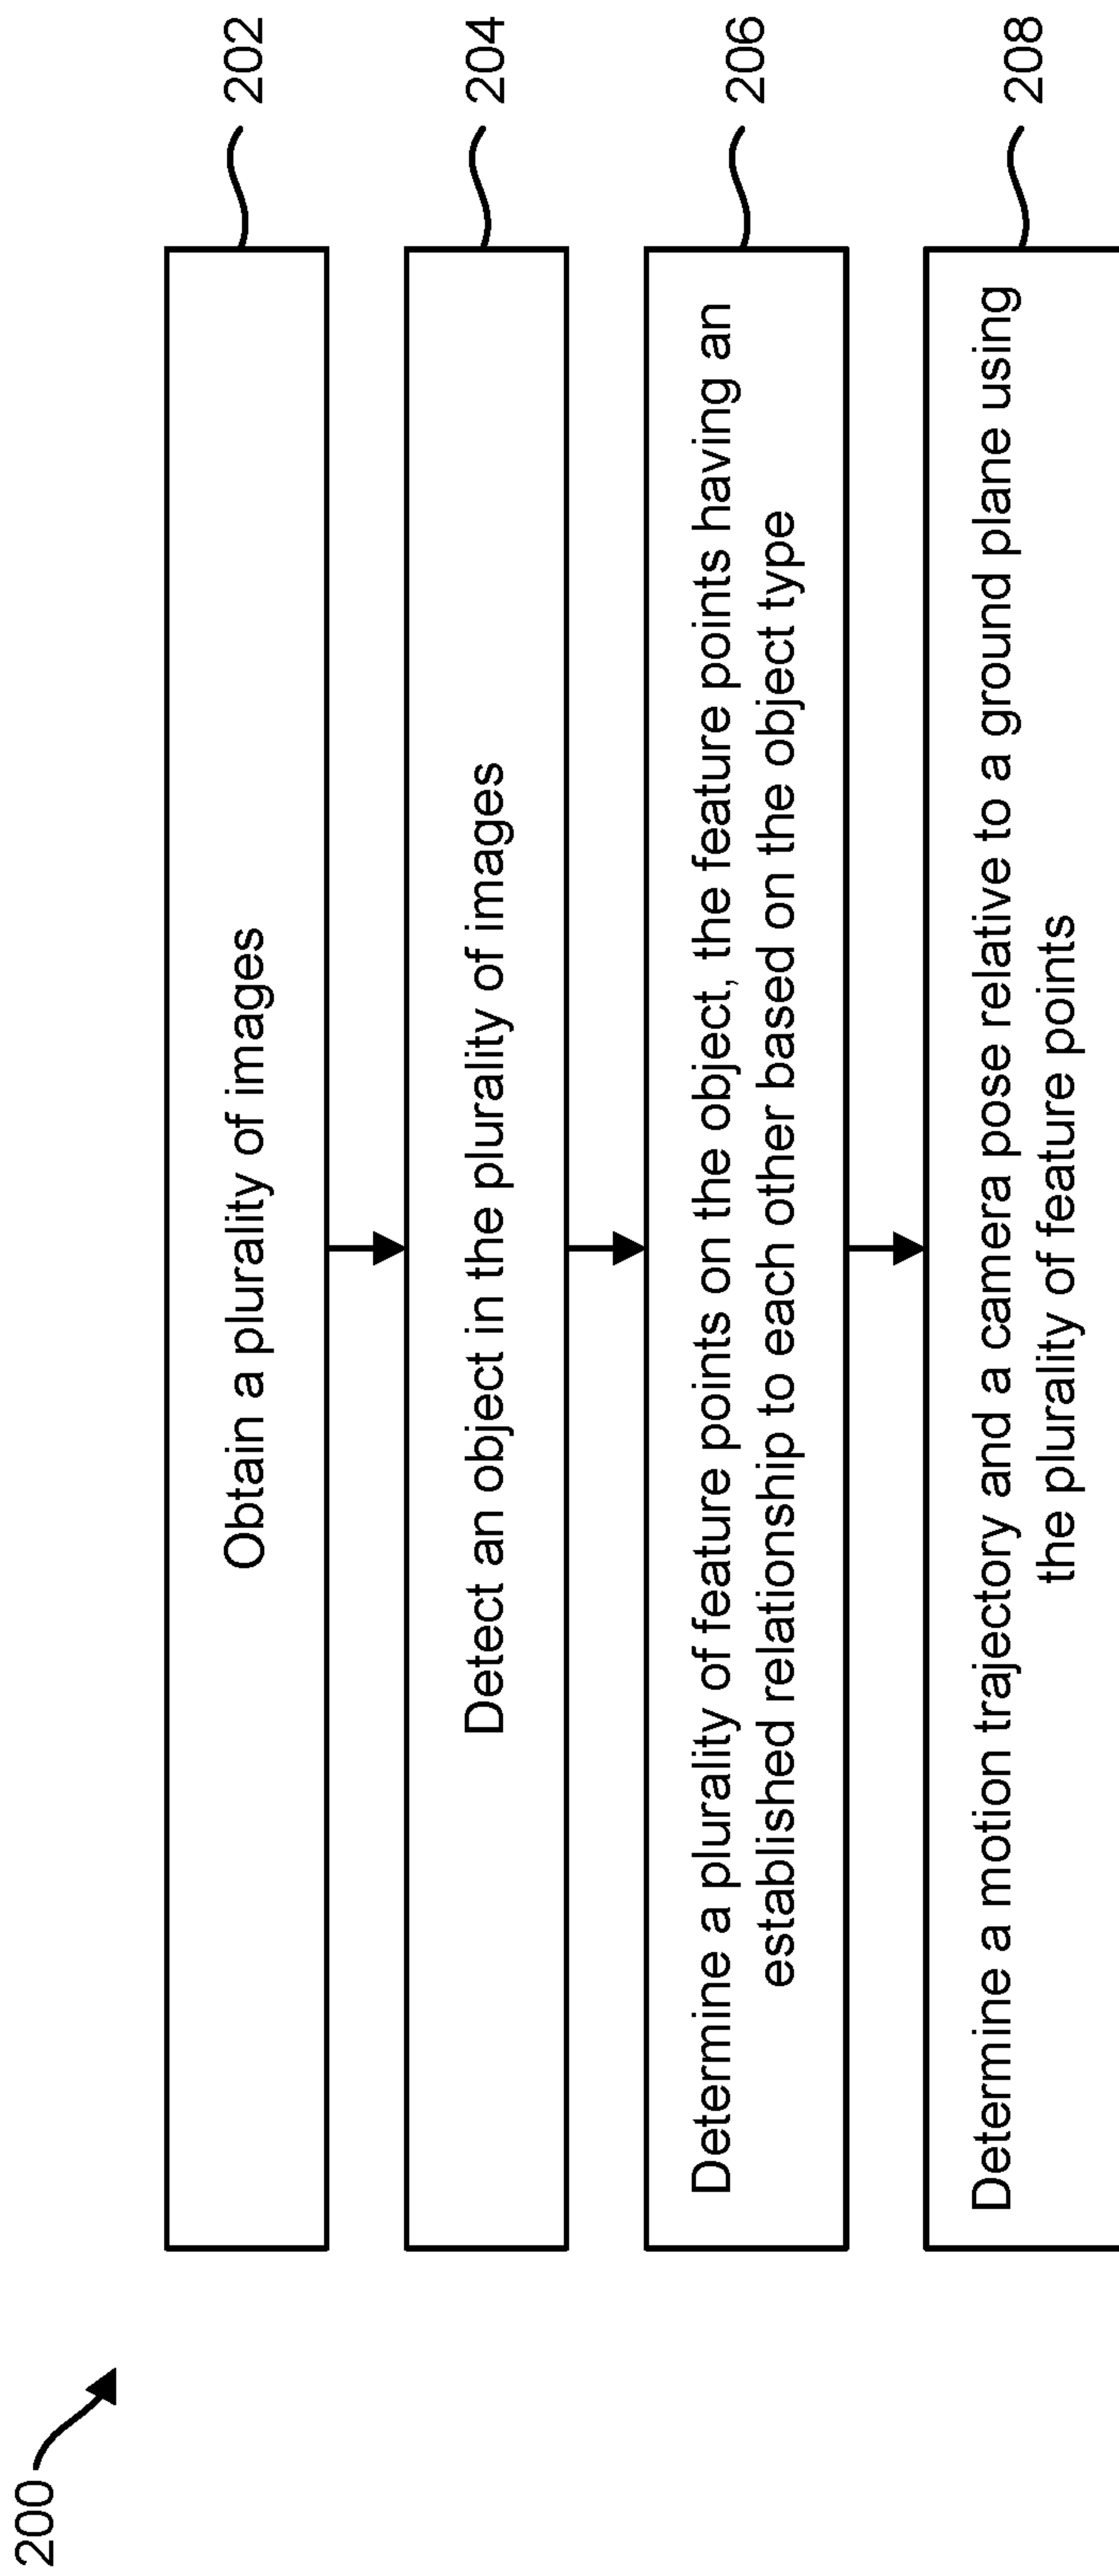 200
Obtain a plurality of images
202
Detect an object in the plurality of images
204
Determine a plurality of feature points on the object, the feature points having an
established relationship to each other based on the object type
206
Determine a motion trajectory and a camera pose relative to a ground plane using
the plurality of feature points
208